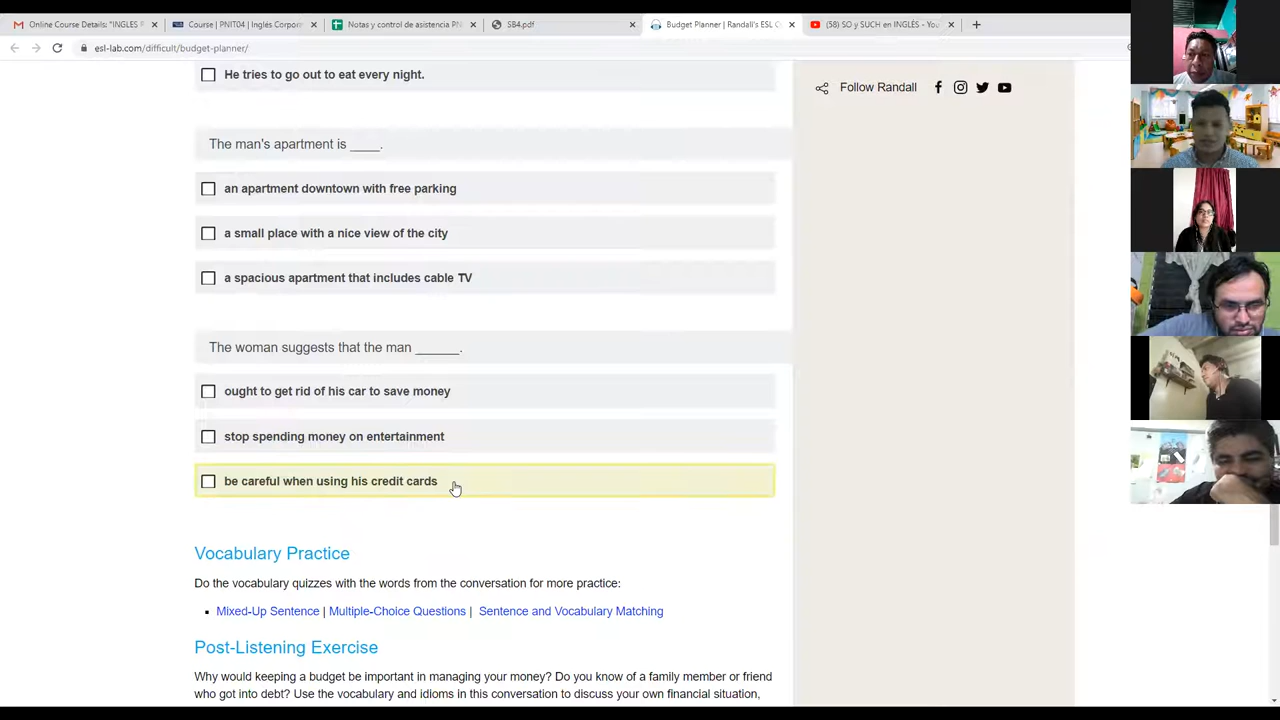 Online Course Details: "INGLES F
Course | PNIT04 | Inglés Corpor
Notas y control de asistencia PN
SB4.pdf
Budget Planner | Randall's ESL C
(58) SO y SUCH en INGLES - You
esl-lab.com/difficult/budget-planner/
He tries to go out to eat every night.
Follow Randall
The man's apartment is ____.
an apartment downtown with free parking
a small place with a nice view of the city
a spacious apartment that includes cable TV
The woman suggests that the man ______.
ought to get rid of his car to save money
stop spending money on entertainment
be careful when using his credit cards
Vocabulary Practice
Do the vocabulary quizzes with the words from the conversation for more practice:
Mixed-Up Sentence | Multiple-Choice Questions | Sentence and Vocabulary Matching
Post-Listening Exercise
Why would keeping a budget be important in managing your money? Do you know of a family member or friend
who got into debt? Use the vocabulary and idioms in this conversation to discuss your own financial situation,